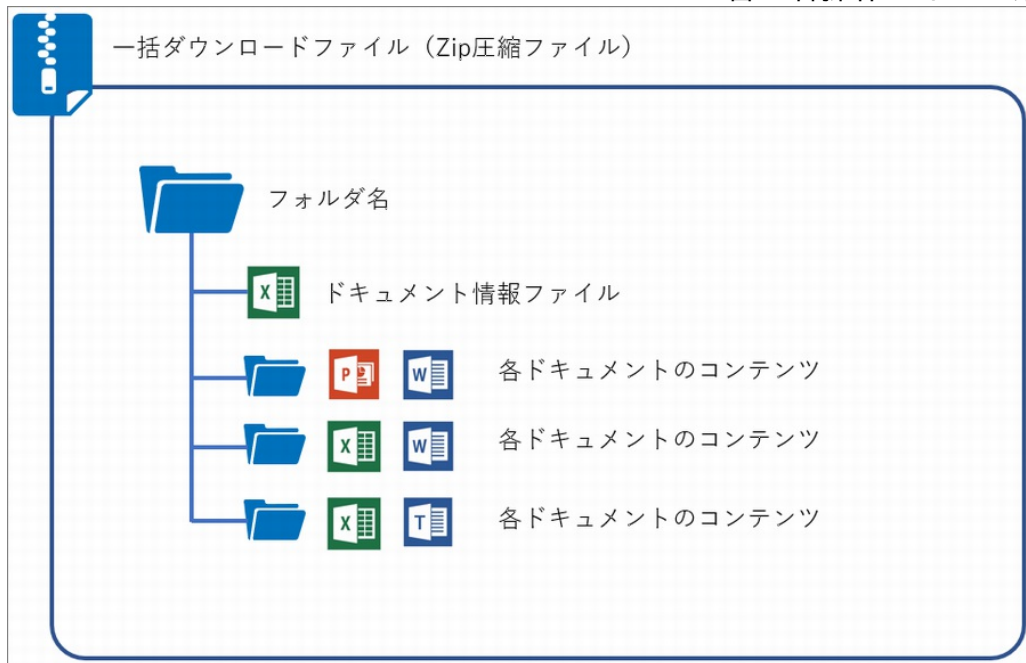 一括ダウンロードファイル（Zip圧縮ファイル）
フォルダ名
X
ドキュメント情報ファイル
P W 各ドキュメントのコンテンツ
X W 各ドキュメントのコンテンツ
X T 各ドキュメントのコンテンツ